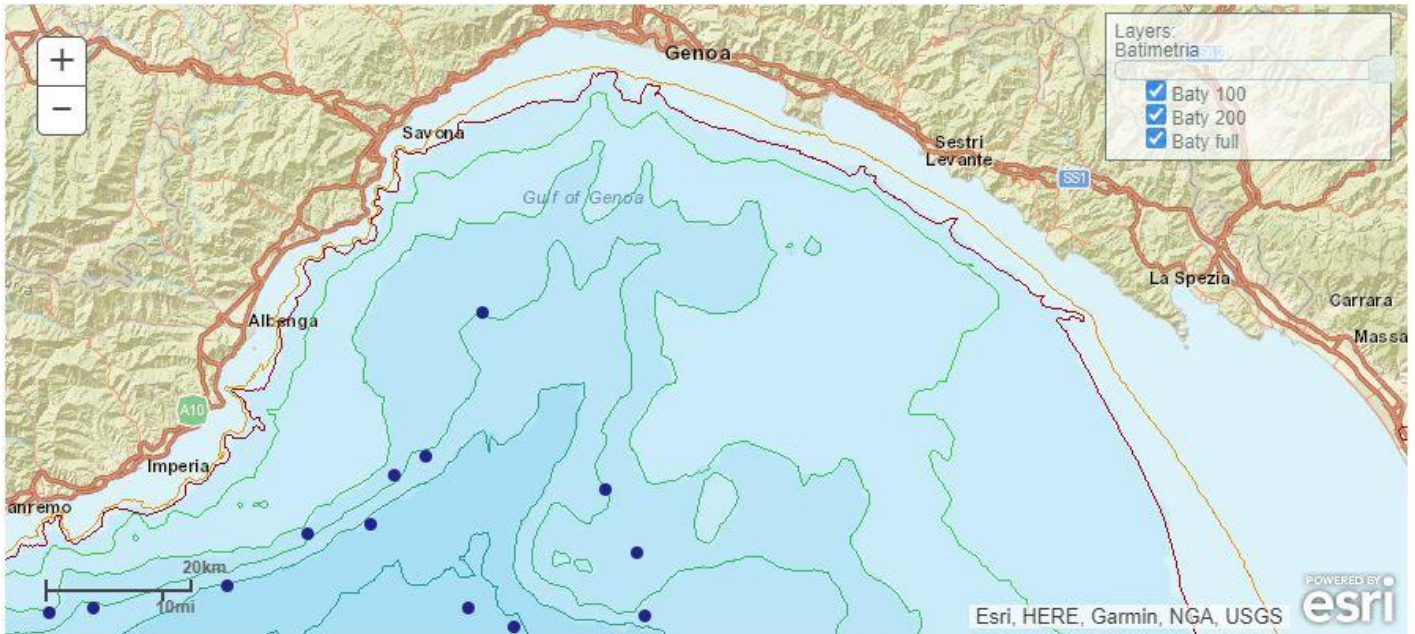 +
−
Genoa
Layers:
Batimetria
Baty 100
Baty 200
Baty full
Savona
Sestri
Levante
SS1
Gulf of Genoa
La Spezia
Carrara
Massa
Albenga
A10
Imperia
anremo
20km
10mi
POWERED BY
esri
Esri, HERE, Garmin, NGA, USGS